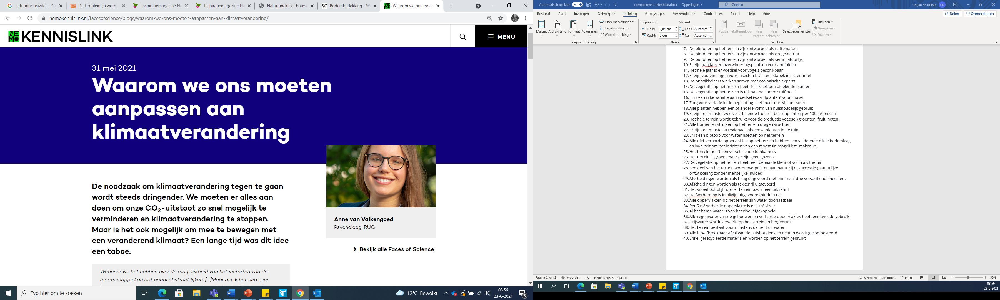 natuurinclusiviteit - Go
De Hofpleinlijn wordt
Inspiratiemagazine Na
Inspiratiemagazine Na
Natuurinclusief bouwe
Bodembedekking - W
Waarom we ons moet
nemokennislink.nl/facesofscience/blogs/waarom-we-ons-moeten-aanpassen-aan-klimaatverandering/
NEMO KENNISLINK
MENU
31 mei 2021
Waarom we ons moeten
aanpassen aan
klimaatverandering
De noodzaak om klimaatverandering tegen te gaan
wordt steeds dringender. We moeten er alles aan
doen om onze CO2-uitstoot zo snel mogelijk te
verminderen en klimaatverandering te stoppen.
Maar is het ook mogelijk om mee te bewegen met
een veranderend klimaat? Een lange tijd was dit idee
een taboe.
Anne van Valkengoed
Psycholoog, RUG
Bekijk alle Faces of Science
Wanneer we het hebben over de mogelijkheid van het instorten van de
maatschappij kan dat nogal abstract lijken. [...]Maar als ik het heb over
Typ hier om te zoeken
12°C Bewolkt
08:56
23-6-2021
6
Automatisch opslaan
composteren oefenblad.docx - Opgeslagen
Zoeken
Gerjan de Ruiter
GD
Bestand Start Invoegen Ontwerpen Indeling Verwijzingen Verzendlijsten Controleren Beeld Help Vibe
Delen
Opmerkingen
Marges
Afdrukstand
Formaat
Kolommen
Eindemarkeringen
Regelnummers
Woordafbreking
Pagina-instelling
Inspringing
Links: 0,64 cm
Rechts: 0 cm
Afstand
Voor: Automati
Na: Automati
Alinea
Positie
Tekstterugloop
Naar voren
Naar achteren
Selectiedeelvenster
Uitlijnen
Groeperen
Draaien
Schikken
7. De biotopen op het terrein zijn ontworpen als natte natuur
8. De biotopen op het terrein zijn ontworpen als droge natuur
9. De biotopen op het terrein zijn ontworpen als semi-natuurlijk
10. Er zijn habitats en overwinteringsplaatsen voor amfibieën
11. Het hele jaar is er voedsel voor vogels beschikbaar
12. Er zijn voorzieningen voor insecten b.v. steenstapel, insectenhotel
13. De ontwikkelaars werken samen met ecologische experts
14. De vegetatie op het terrein heeft in elk seizoen bloeiende planten
15. De vegetatie op het terrein is rijk aan nectar en stuifmeel
16. Er is een rijke variatie aan voedsel (waardplanten) voor rupsen
17. Zorg voor variatie in de beplanting, niet meer dan vijf per soort
18. Alle planten hebben één of andere vorm van huishoudelijk gebruik
19. Er zijn ten minste twee verschillende fruit- en bessenplanten per 100 m² terrein
20. Het hele terrein wordt gebruikt voor de productie voedsel (groenten, fruit, noten)
21. Alle bomen en struiken op het terrein dragen vruchten
22. Er zijn ten minste 50 regionaal inheemse planten in de tuin
23. Er is een biotoop voor waterinsecten op het terrein
24. Alle niet-verharde oppervlaktes op het terrein hebben een voldoende dikke bodemlaag
en kwaliteit om het inrichten van een moestuin mogelijk te maken 25
25. Het terrein heeft een verschillende tuinkamers
26. Het terrein is groen, maar er zijn geen gazons
27. De vegetatie op het terrein heeft een bepaalde kleur of vorm als thema
28. Een deel van het terrein wordt overgelaten aan natuurlijke successie (natuurlijke
ontwikkeling zonder menselijke invloed)
29. Afscheidingen worden als haag uitgevoerd met minimaal drie verschillende heesters
30. Afscheidingen worden als takkenril uitgevoerd
31. Het snoeihout blijft op het terrein b.v. in een takkenril
32. Halfverharding is in olivijn uitgevoerd (bindt CO2 )
33. Alle oppervlakten op het terrein zijn water doorlaatbaar
34. Per 5 m² verharde oppervlakte is er 1 m² vijver
35. Al het hemelwater is van het riool afgekoppeld
36. Alle regenwater van de gebouwen en verharde oppervlaktes heeft een tweede gebruik
37. Grijswater wordt verwerkt op het terrein en hergebruikt
38. Het terrein bestaat voor minstens de helft uit water
39. Alle bio-afbreekbaar afval van de huishoudens en de tuin wordt gecomposteerd
40. Enkel gerecycleerde materialen worden op het terrein gebruikt
Pagina 2 van 2
494 woorden
Nederlands (standaard)
Weergave-instellingen
Focus
90%
08:56
23-6-2021